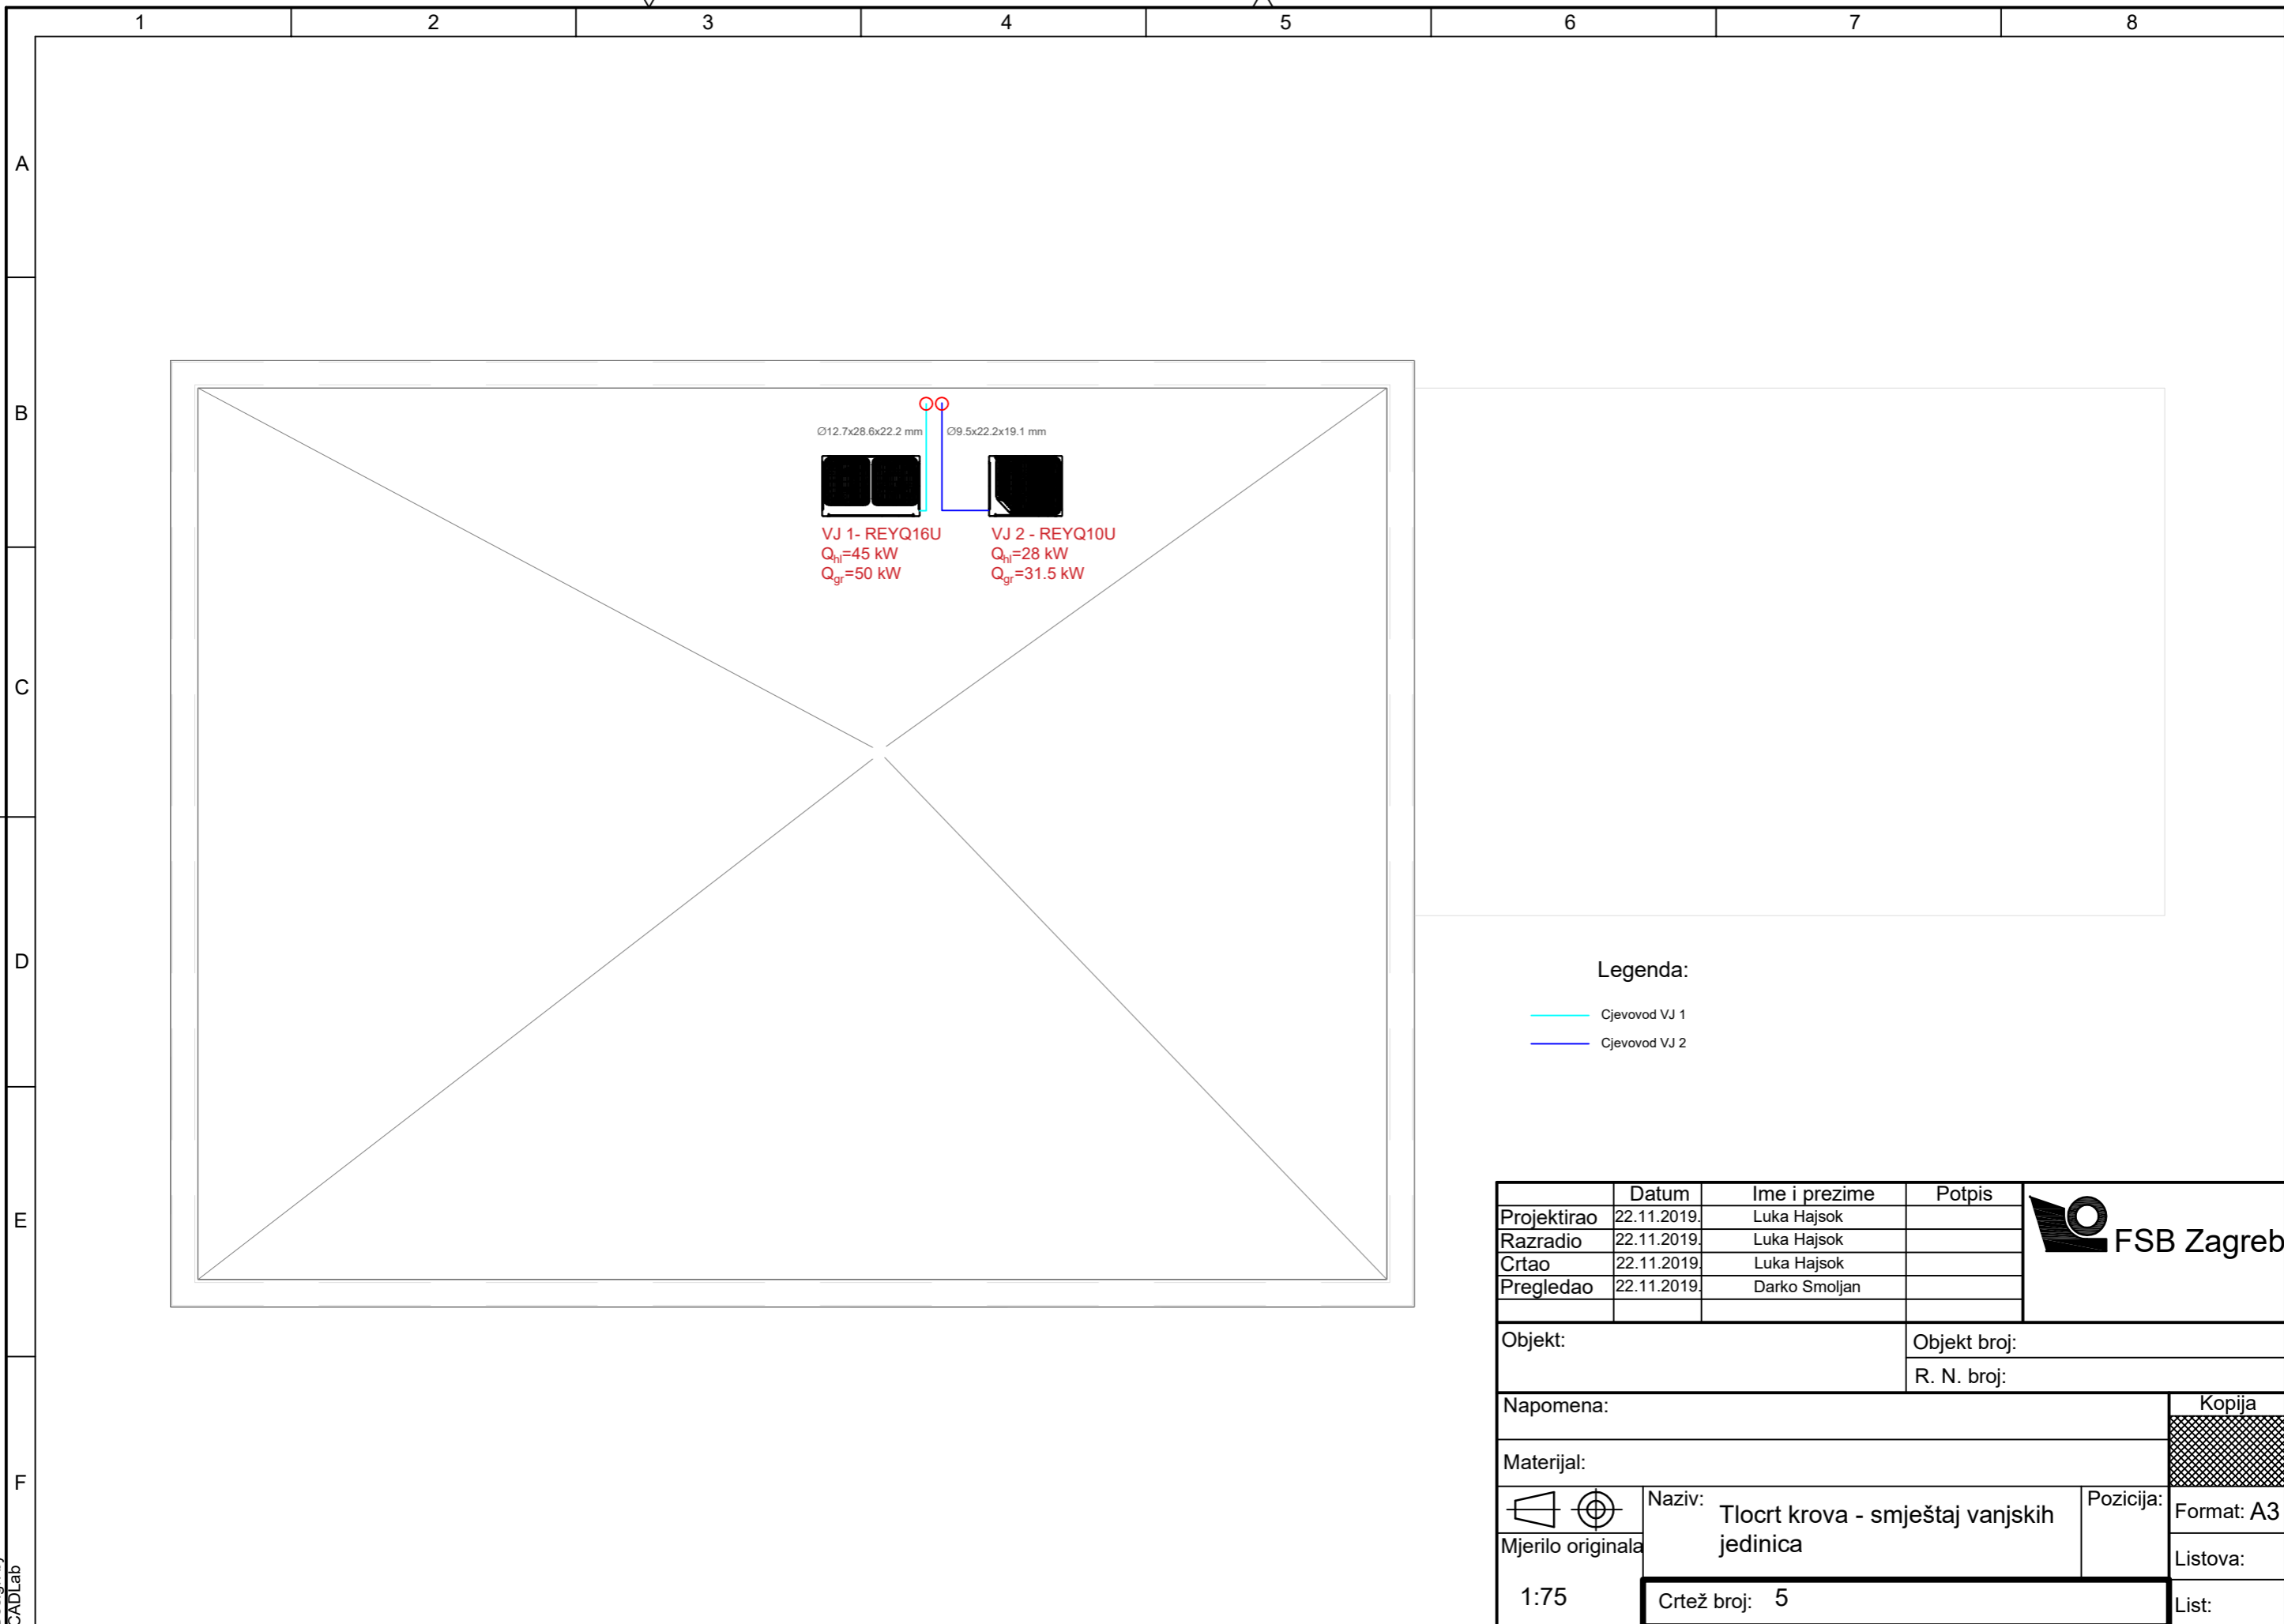 1 2 3 4 5 6 7 8
A
B
C
D
E
F
Ø12.7x28.6x22.2 mm
Ø9.5x22.2x19.1 mm
VJ 1- REYQ16U
Qhl=45 kW
Qgr=50 kW
VJ 2 - REYQ10U
Qhl=28 kW
Qgr=31.5 kW
Legenda:
Cjevovod VJ 1
Cjevovod VJ 2
Datum Ime i prezime Potpis
Projektirao 22.11.2019. Luka Hajsok
Razradio 22.11.2019. Luka Hajsok
Crtao 22.11.2019. Luka Hajsok
Pregledao 22.11.2019. Darko Smoljan
FSB Zagreb
Objekt:
Objekt broj:
R. N. broj:
Napomena:
Kopija
Materijal:
Naziv: Tlocrt krova - smještaj vanjskih
jedinica
Pozicija:
Format: A3
Mjerilo originala
1:75
Listova:
Crtež broj: 5
List:
CADLab